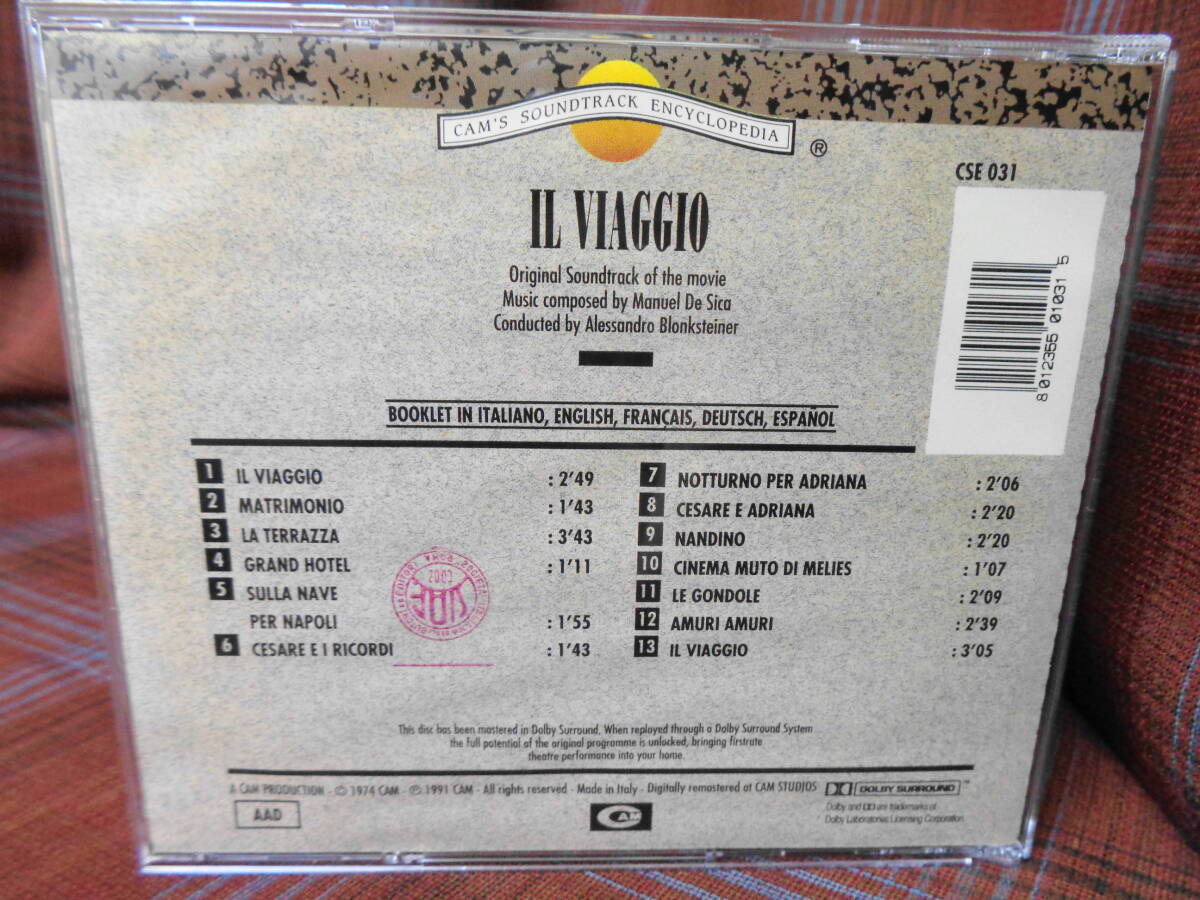 CAM'S SOUNDTRACK ENCYCLOPEDIA
®
CSE 031
IL VIAGGIO
Original Soundtrack of the movie
Music composed by Manuel De Sica
Conducted by Alessandro Blonksteiner
8 012355 01031 5
BOOKLET IN ITALIANO, ENGLISH, FRANÇAIS, DEUTSCH, ESPAÑOL
1 IL VIAGGIO : 2'49
2 MATRIMONIO : 1'43
3 LA TERRAZZA : 3'43
4 GRAND HOTEL : 1'11
5 SULLA NAVE
PER NAPOLI : 1'55
6 CESARE E I RICORDI : 1'43
7 NOTTURNO PER ADRIANA : 2'06
8 CESARE E ADRIANA : 2'20
9 NANDINO : 2'20
10 CINEMA MUTO DI MELIES : 1'07
11 LE GONDOLE : 2'09
12 AMURI AMURI : 2'39
13 IL VIAGGIO : 3'05
SIAE
This disc has been mastered in Dolby Surround. When replayed through a Dolby Surround System
the full potential of the original programme is unlocked, bringing firstrate
theatre performance into your home.
A CAM PRODUCTION - © 1974 CAM - ℗ 1991 CAM - All rights reserved - Made in Italy - Digitally remastered at CAM STUDIOS
DOLBY SURROUND™
AAD
CAM
Dolby and DD are trademarks of
Dolby Laboratories Licensing Corporation